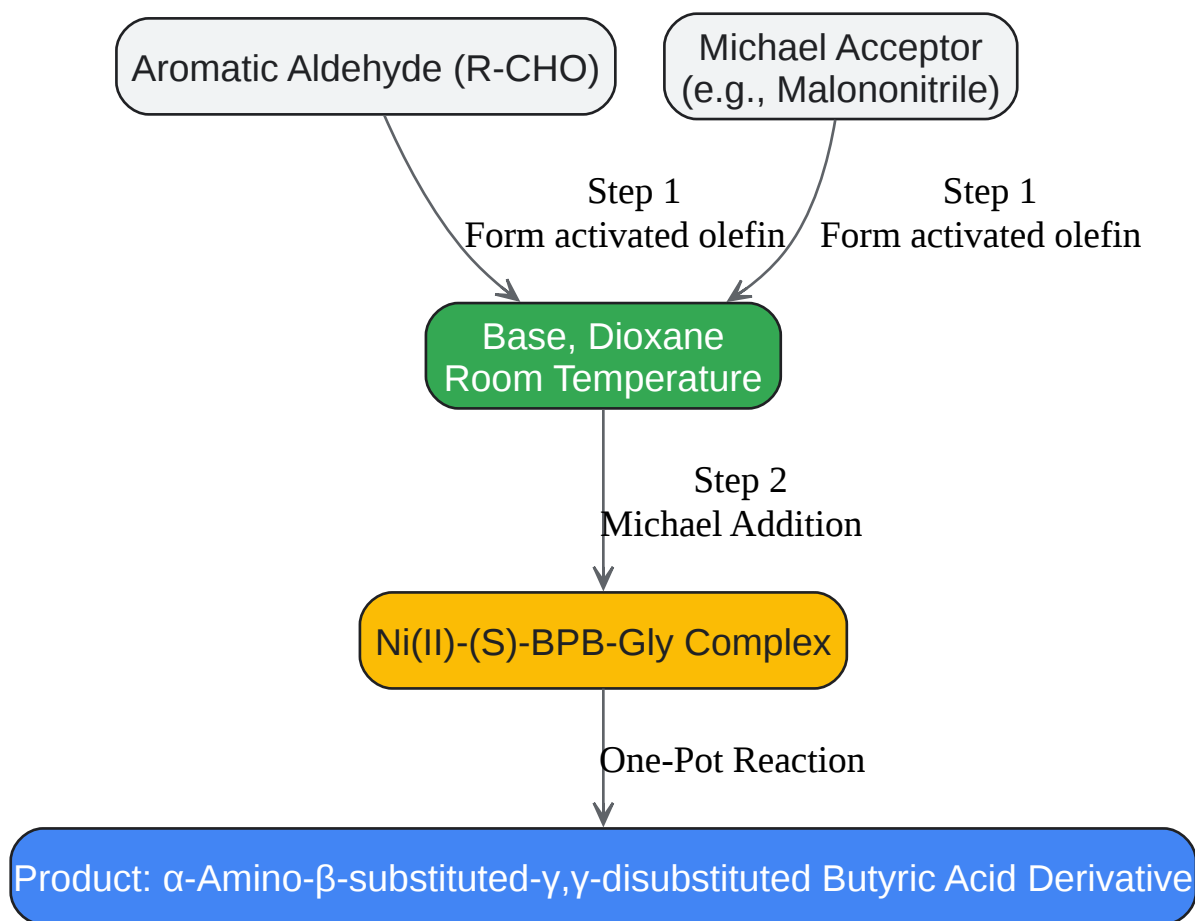 Aromatic Aldehyde (R-CHO)
Michael Acceptor
(e.g., Malononitrile)
Step 1
Form activated olefin
Step 1
Form activated olefin
Base, Dioxane
Room Temperature
Step 2
Michael Addition
Ni(II)-(S)-BPB-Gly Complex
One-Pot Reaction
Product: α-Amino-β-substituted-γ,γ-disubstituted Butyric Acid Derivative